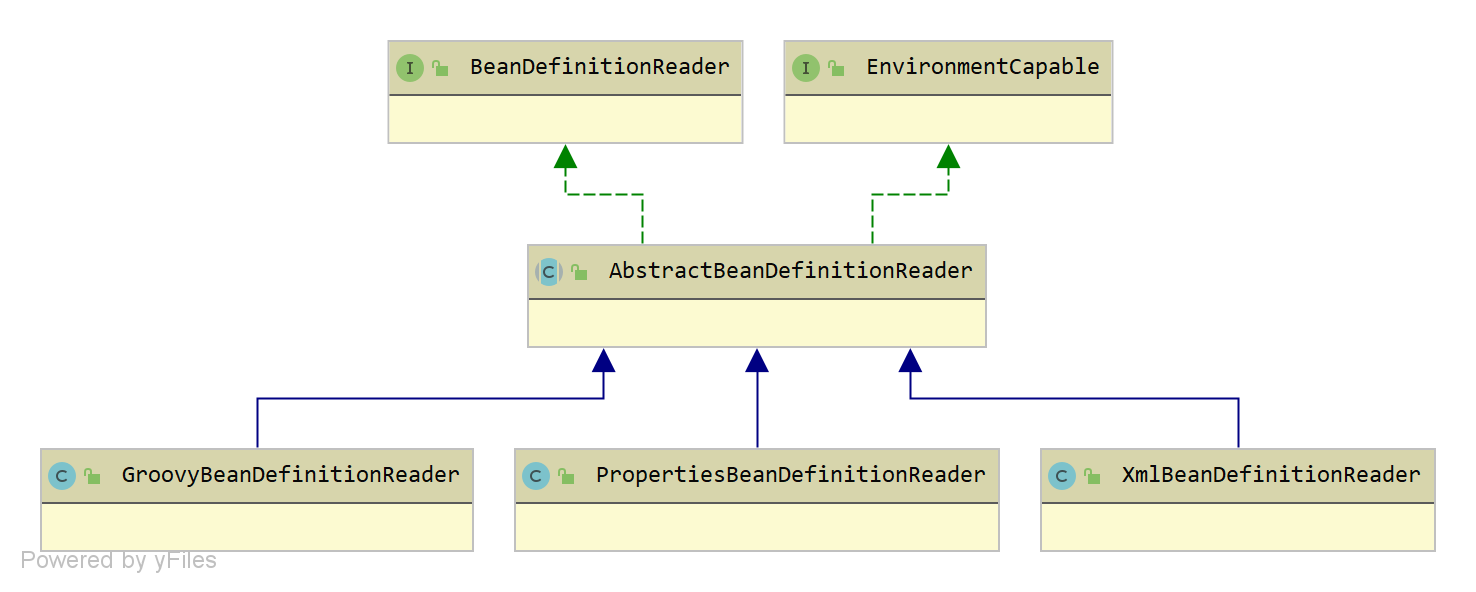 I BeanDefinitionReader
I EnvironmentCapable
C AbstractBeanDefinitionReader
C GroovyBeanDefinitionReader
C PropertiesBeanDefinitionReader
C XmlBeanDefinitionReader
Powered by yFiles